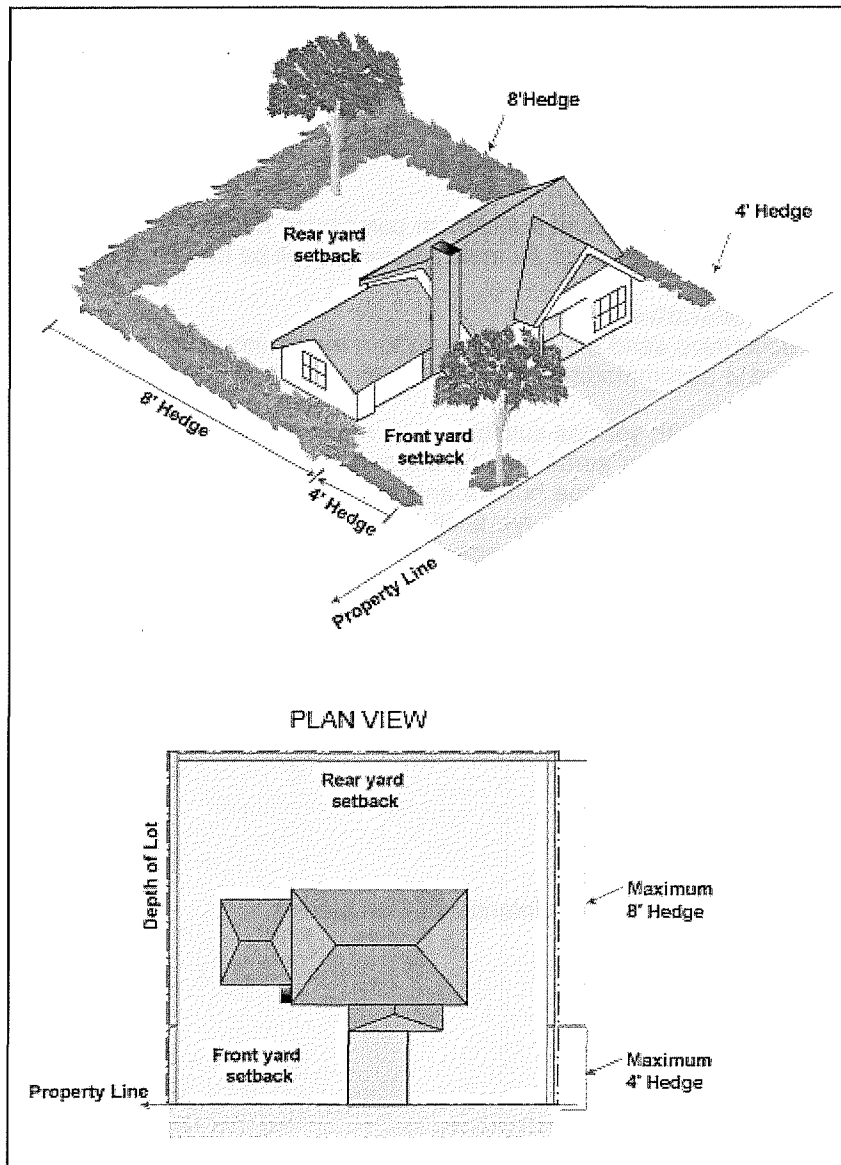 8'Hedge
4' Hedge
Rear yard
setback
8' Hedge
Front yard
setback
4' Hedge
Property Line
PLAN VIEW
Rear yard
setback
Depth of Lot
Maximum
8' Hedge
Front yard
setback
Maximum
4' Hedge
Property Line